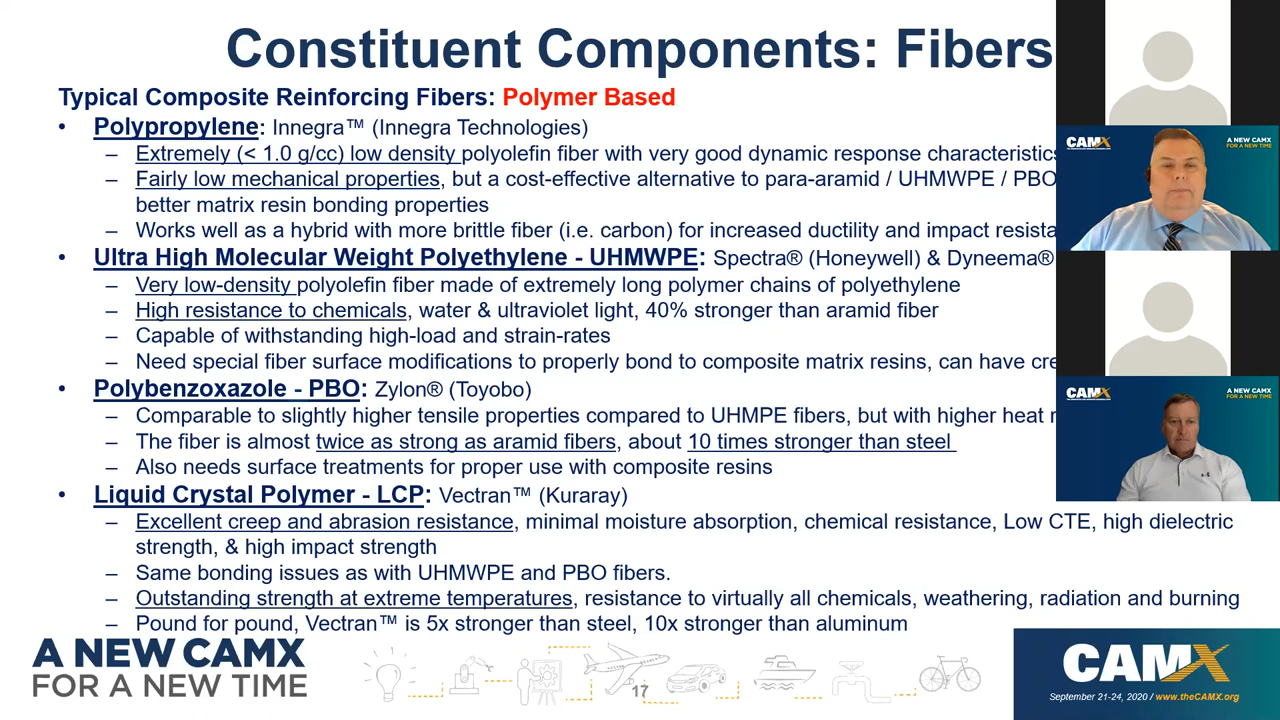 Constituent Components: Fibers
Typical Composite Reinforcing Fibers: Polymer Based
• Polypropylene: Innegra™ (Innegra Technologies)
– Extremely (< 1.0 g/cc) low density polyolefin fiber with very good dynamic response characteristics
– Fairly low mechanical properties, but a cost-effective alternative to para-aramid / UHMWPE / PBO
better matrix resin bonding properties
– Works well as a hybrid with more brittle fiber (i.e. carbon) for increased ductility and impact resista
• Ultra High Molecular Weight Polyethylene - UHMWPE: Spectra® (Honeywell) & Dyneema®
– Very low-density polyolefin fiber made of extremely long polymer chains of polyethylene
– High resistance to chemicals, water & ultraviolet light, 40% stronger than aramid fiber
– Capable of withstanding high-load and strain-rates
– Need special fiber surface modifications to properly bond to composite matrix resins, can have cre
• Polybenzoxazole - PBO: Zylon® (Toyobo)
– Comparable to slightly higher tensile properties compared to UHMPE fibers, but with higher heat
– The fiber is almost twice as strong as aramid fibers, about 10 times stronger than steel
– Also needs surface treatments for proper use with composite resins
• Liquid Crystal Polymer - LCP: Vectran™ (Kuraray)
– Excellent creep and abrasion resistance, minimal moisture absorption, chemical resistance, Low CTE, high dielectric
strength, & high impact strength
– Same bonding issues as with UHMWPE and PBO fibers.
– Outstanding strength at extreme temperatures, resistance to virtually all chemicals, weathering, radiation and burning
– Pound for pound, Vectran™ is 5x stronger than steel, 10x stronger than aluminum
A NEW CAMX
FOR A NEW TIME
17
CAMX
September 21-24, 2020 / www.theCAMX.org
CAMX
A NEW CAMX
FOR A NEW TIME
CAMX
A NEW CAMX
FOR A NEW TIME